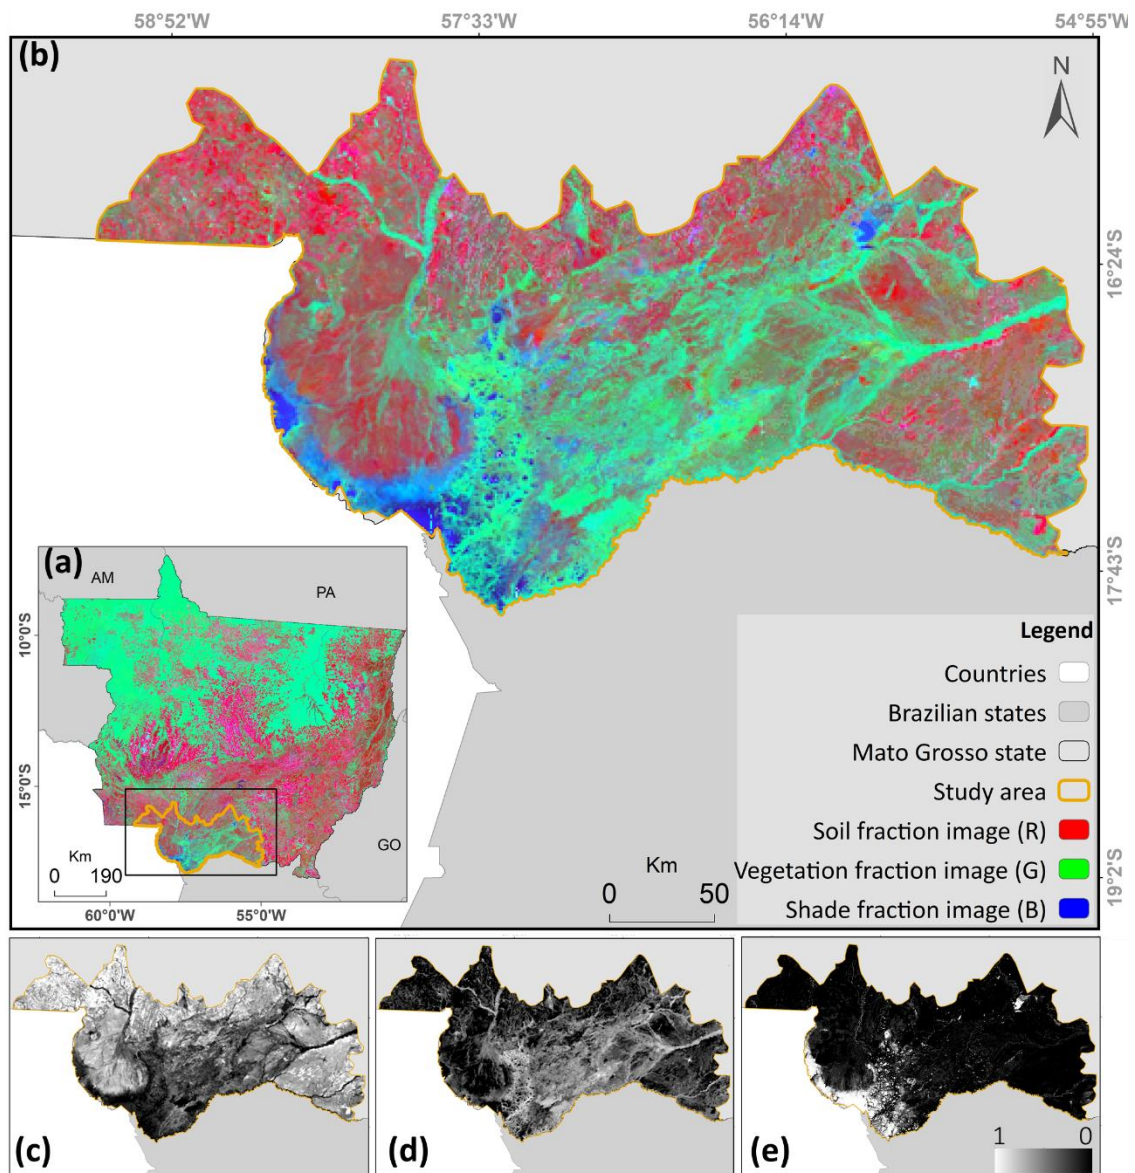 58°52'W 57°33'W 56°14'W 54°55'W
(b)
N
16°24'S
17°43'S
19°2'S
(a)
AM
PA
GO
10°0'S
15°0'S
Km
0 190
60°0'W 55°0'W
Km
0 50
Legend
Countries
Brazilian states
Mato Grosso state
Study area
Soil fraction image (R)
Vegetation fraction image (G)
Shade fraction image (B)
(c)
(d)
(e)
1 0